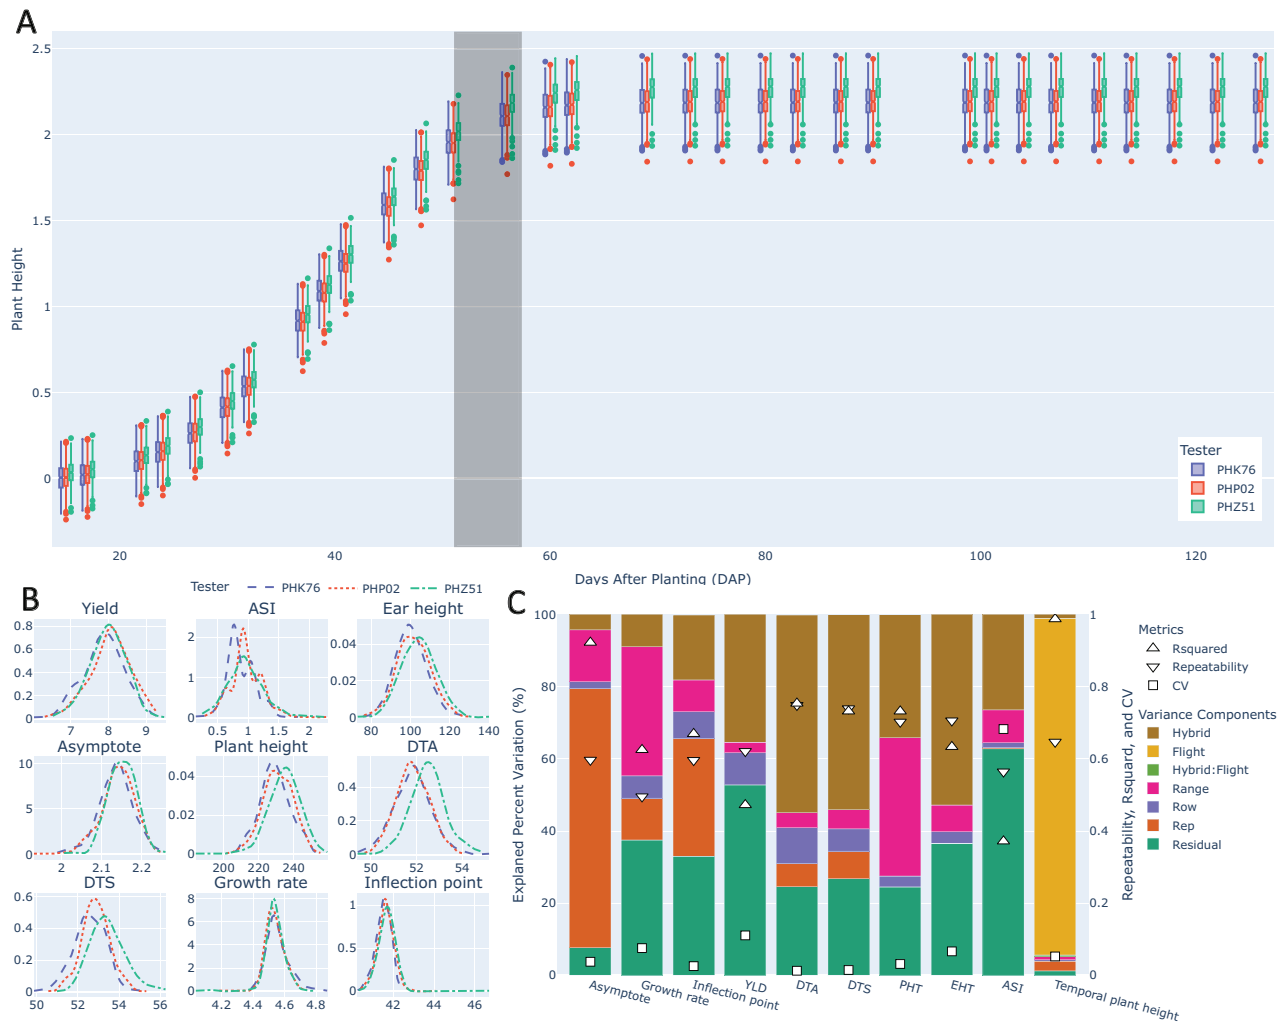 A
2.5
2
1.5
1
0.5
0
Plant Height
20
40
60
80
100
120
Days After Planting (DAP)
Tester
PHK76
PHP02
PHZ51
B
Tester
PHK76
PHP02
PHZ51
Yield
0.8
0.6
0.4
0.2
0
7
8
9
ASI
2
1
0
0.5
1
1.5
2
Ear height
0.04
0.02
0
80
100
120
140
Asymptote
10
5
0
2
2.1
2.2
Plant height
0.04
0.02
0
200
220
240
DTA
0.4
0.2
0
50
52
54
DTS
0.6
0.4
0.2
0
50
52
54
56
Growth rate
8
6
4
2
0
4.2
4.4
4.6
4.8
Inflection point
1
0.5
0
42
44
46
C
100
80
60
40
20
0
Explaned Percent Variation (%)
1
0.8
0.6
0.4
0.2
0
Repeatability, Rsquard, and CV
Asymptote
Growth rate
Inflection point
YLD
DTA
DTS
PHT
EHT
ASI
Temporal plant height
Metrics
Rsquared
Repeatability
CV
Variance Components
Hybrid
Flight
Hybrid:Flight
Range
Row
Rep
Residual